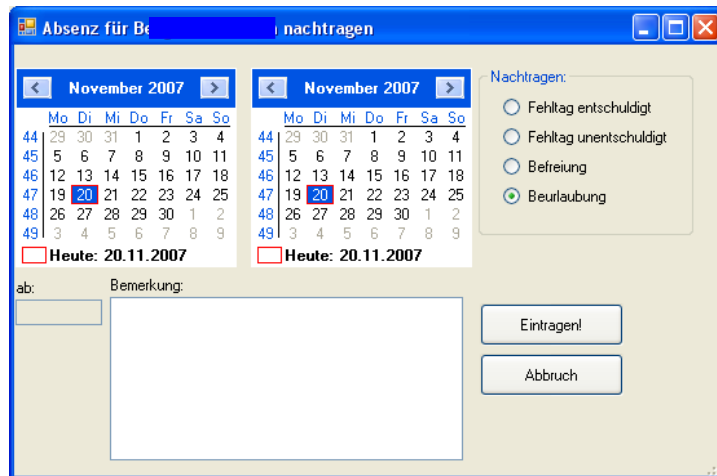 Absenz für Be nachtragen
November 2007
Mo Di Mi Do Fr Sa So
44 29 30 31 1 2 3 4
45 5 6 7 8 9 10 11
46 12 13 14 15 16 17 18
47 19 20 21 22 23 24 25
48 26 27 28 29 30 1 2
49 3 4 5 6 7 8 9
Heute: 20.11.2007
November 2007
Mo Di Mi Do Fr Sa So
44 29 30 31 1 2 3 4
45 5 6 7 8 9 10 11
46 12 13 14 15 16 17 18
47 19 20 21 22 23 24 25
48 26 27 28 29 30 1 2
49 3 4 5 6 7 8 9
Heute: 20.11.2007
Nachtragen:
Fehltag entschuldigt
Fehltag unentschuldigt
Befreiung
Beurlaubung
ab:
Bemerkung:
Eintragen!
Abbruch